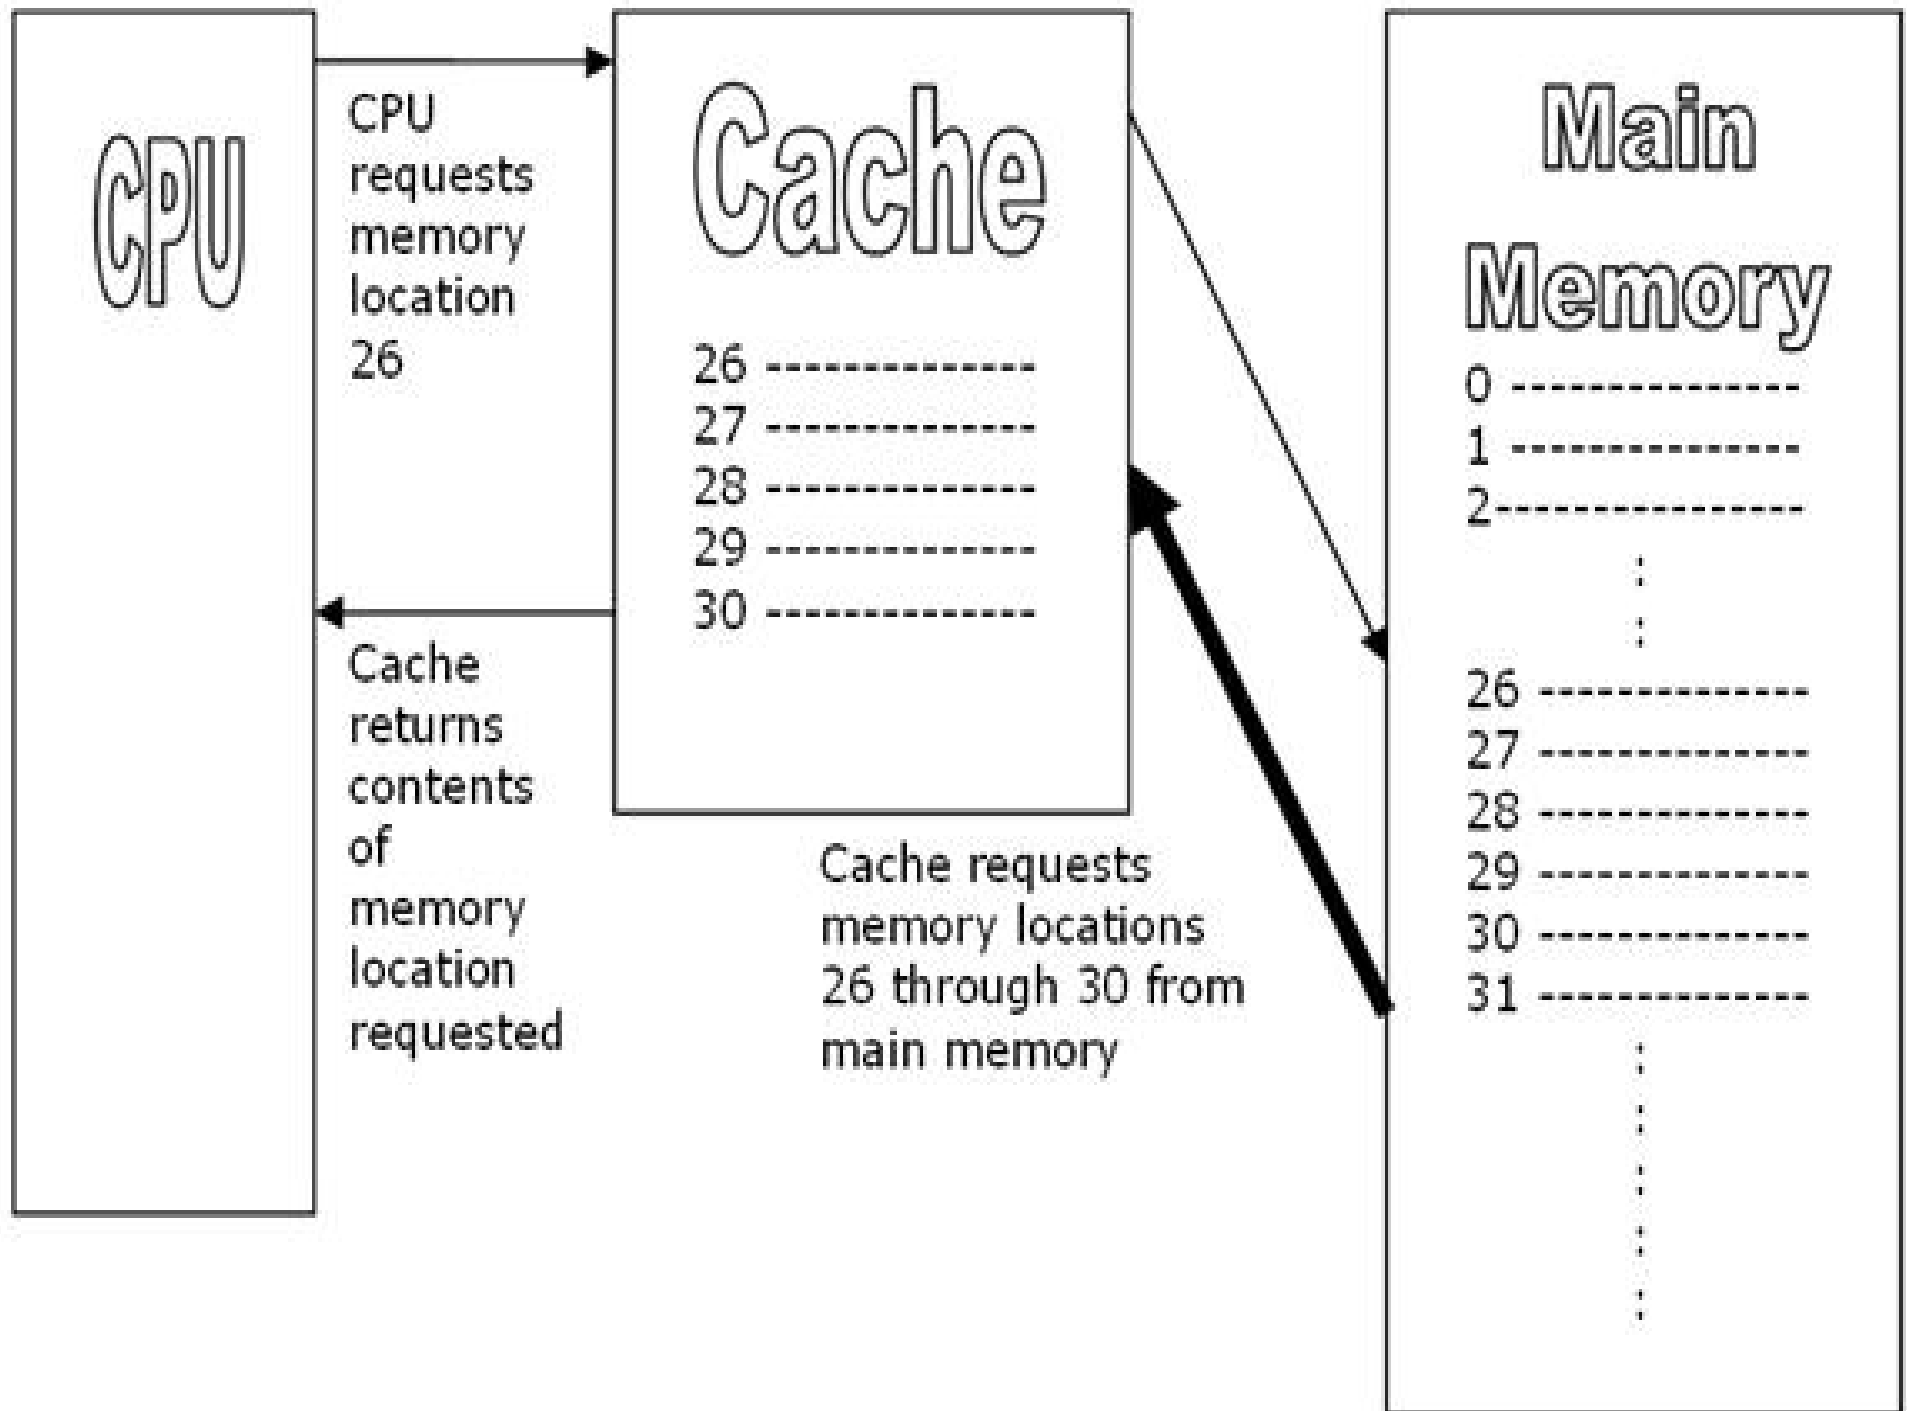 CPU
CPU
requests
memory
location
26
Cache
returns
contents
of
memory
location
requested
Cache
26 --------------
27 --------------
28 --------------
29 --------------
30 --------------
Cache requests
memory locations
26 through 30 from
main memory
Main
Memory
0 ---------------
1 ---------------
2----------------
:
:
26 --------------
27 --------------
28 --------------
29 --------------
30 --------------
31 --------------
:
:
:
:
: